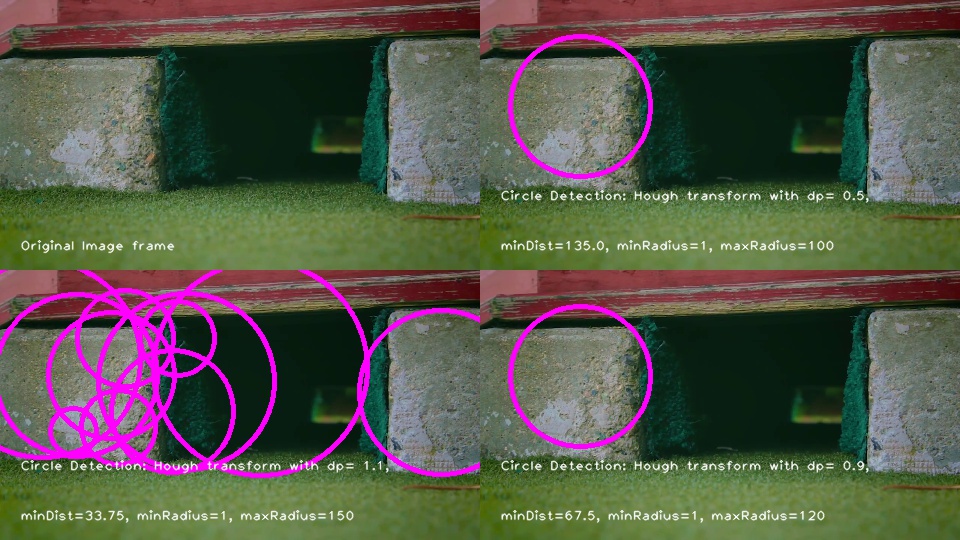 Original Image frame
Circle Detection: Hough transform with dp= 0.5,
minDist=135.0, minRadius=1, maxRadius=100
Circle Detection: Hough transform with dp= 1.1,
minDist=33.75, minRadius=1, maxRadius=150
Circle Detection: Hough transform with dp= 0.9,
minDist=67.5, minRadius=1, maxRadius=120